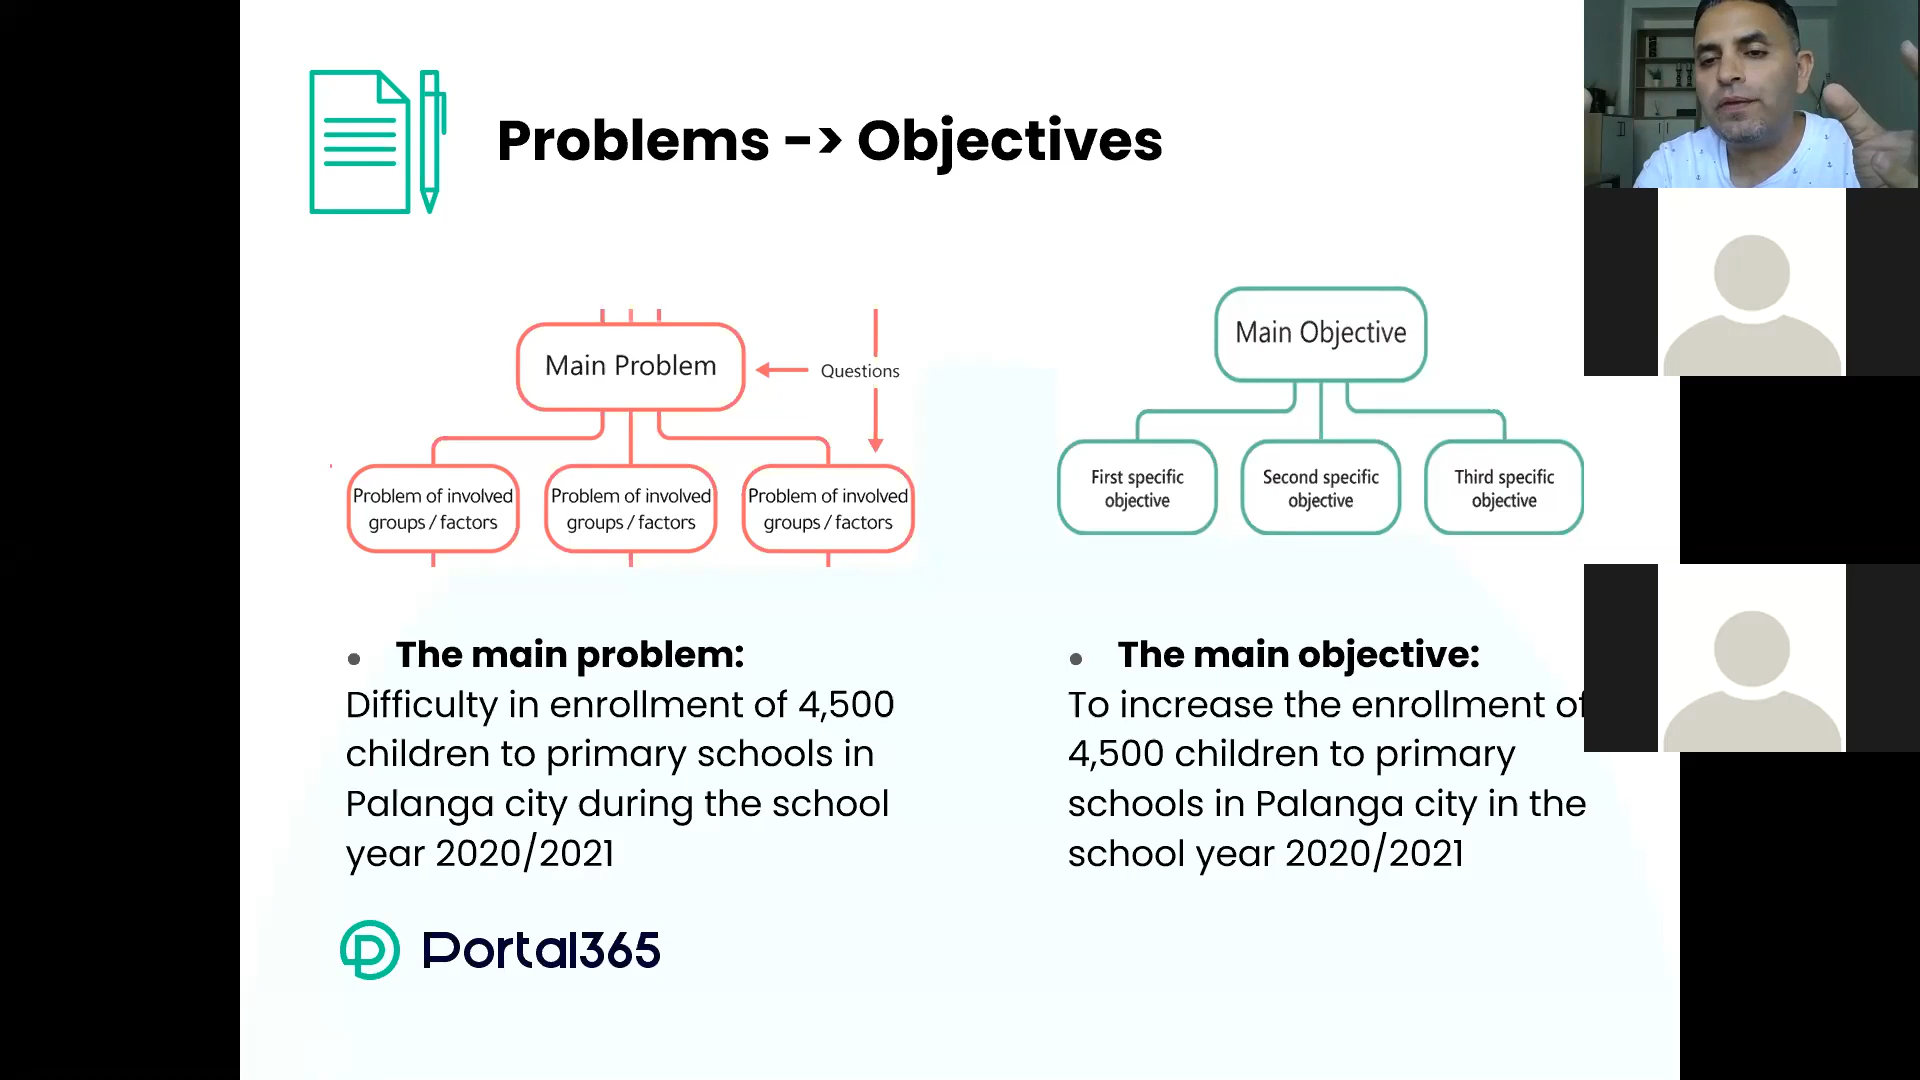 Problems -> Objectives
Main Problem
Questions
Problem of involved
groups / factors
Problem of involved
groups / factors
Problem of involved
groups / factors
Main Objective
First specific
objective
Second specific
objective
Third specific
objective
The main problem:
Difficulty in enrollment of 4,500
children to primary schools in
Palanga city during the school
year 2020/2021
The main objective:
To increase the enrollment of
4,500 children to primary
schools in Palanga city in the
school year 2020/2021
Portal365